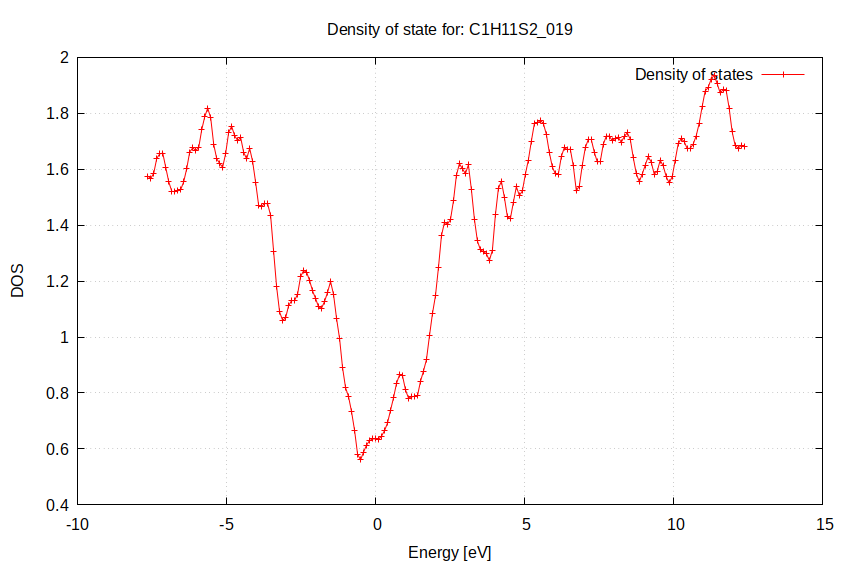 Density of state for: C1H11S2_019
Density of states
2
1.8
1.6
1.4
1.2
1
0.8
0.6
0.4
DOS
-10 -5 0 5 10 15
Energy [eV]